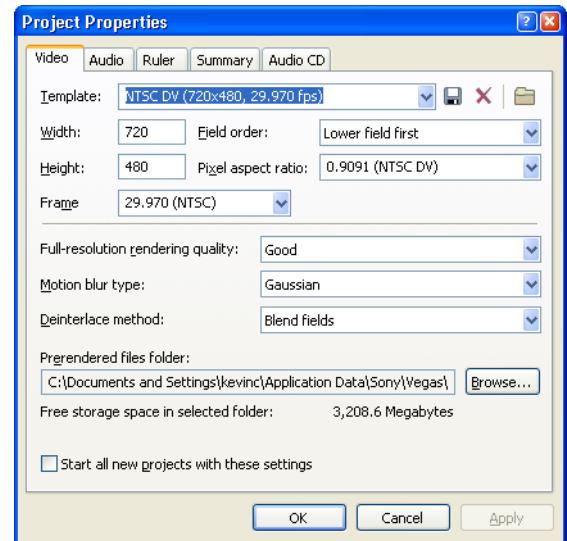 Project Properties
Video Audio Ruler Summary Audio CD
Template: NTSC DV (720x480, 29.970 fps)
Width: 720 Field order: Lower field first
Height: 480 Pixel aspect ratio: 0.9091 (NTSC DV)
Frame 29.970 (NTSC)
Full-resolution rendering quality: Good
Motion blur type: Gaussian
Deinterlace method: Blend fields
Prerendered files folder:
C:\Documents and Settings\kevinc\Application Data\Sony\Vegas\ Browse...
Free storage space in selected folder: 3,208.6 Megabytes
Start all new projects with these settings
OK Cancel Apply